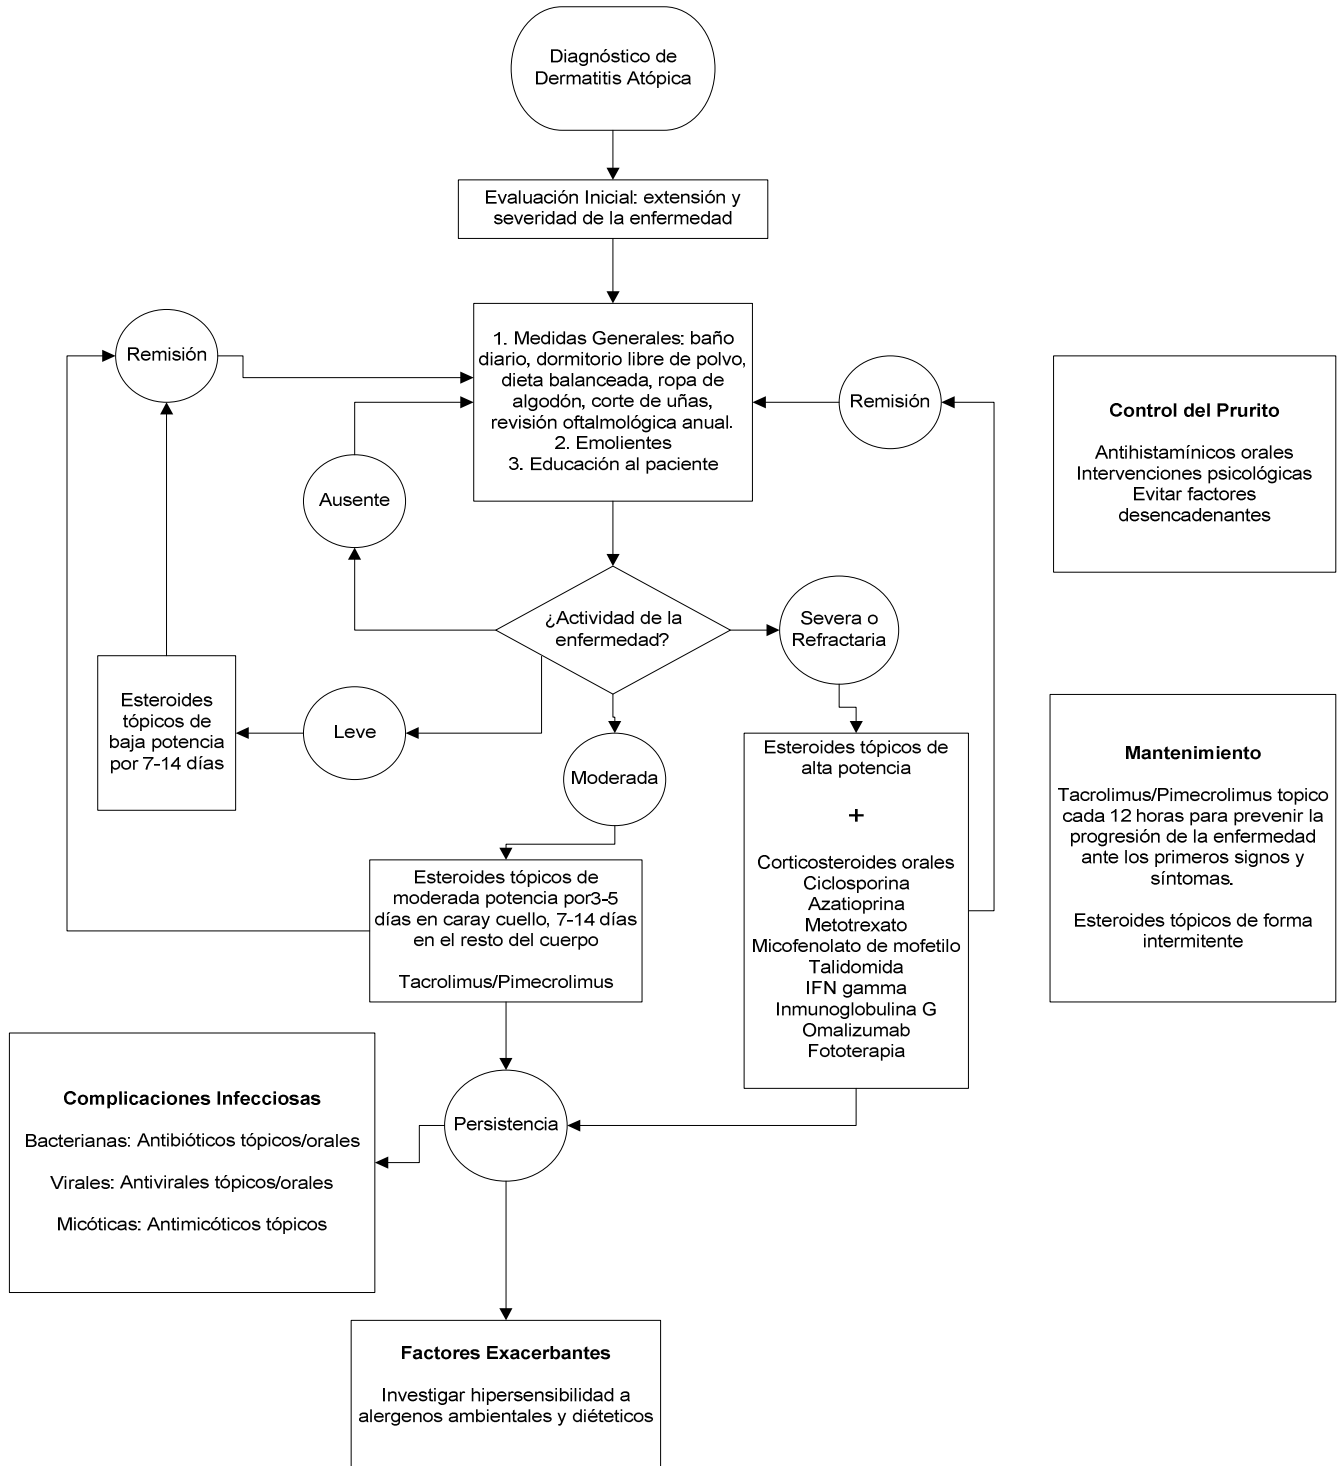 Diagnóstico de
Dermatitis Atópica
Evaluación Inicial: extensión y
severidad de la enfermedad
1. Medidas Generales: baño
diario, dormitorio libre de polvo,
dieta balanceada, ropa de
algodón, corte de uñas,
revisión oftalmológica anual.
2. Emolientes
3. Educación al paciente
Remisión
Remisión
Ausente
¿Actividad de la
enfermedad?
Severa o
Refractaria
Leve
Esteroides
tópicos de
baja potencia
por 7-14 días
Moderada
Esteroides tópicos de
moderada potencia por3-5
días en caray cuello, 7-14 días
en el resto del cuerpo
Tacrolimus/Pimecrolimus
Esteroides tópicos de
alta potencia
+
Corticosteroides orales
Ciclosporina
Azatioprina
Metotrexato
Micofenolato de mofetilo
Talidomida
IFN gamma
Inmunoglobulina G
Omalizumab
Fototerapia
Persistencia
Complicaciones Infecciosas
Bacterianas: Antibióticos tópicos/orales
Virales: Antivirales tópicos/orales
Micóticas: Antimicóticos tópicos
Factores Exacerbantes
Investigar hipersensibilidad a
alergenos ambientales y diéteticos
Control del Prurito
Antihistamínicos orales
Intervenciones psicológicas
Evitar factores
desencadenantes
Mantenimiento
Tacrolimus/Pimecrolimus topico
cada 12 horas para prevenir la
progresión de la enfermedad
ante los primeros signos y
síntomas.
Esteroides tópicos de forma
intermitente